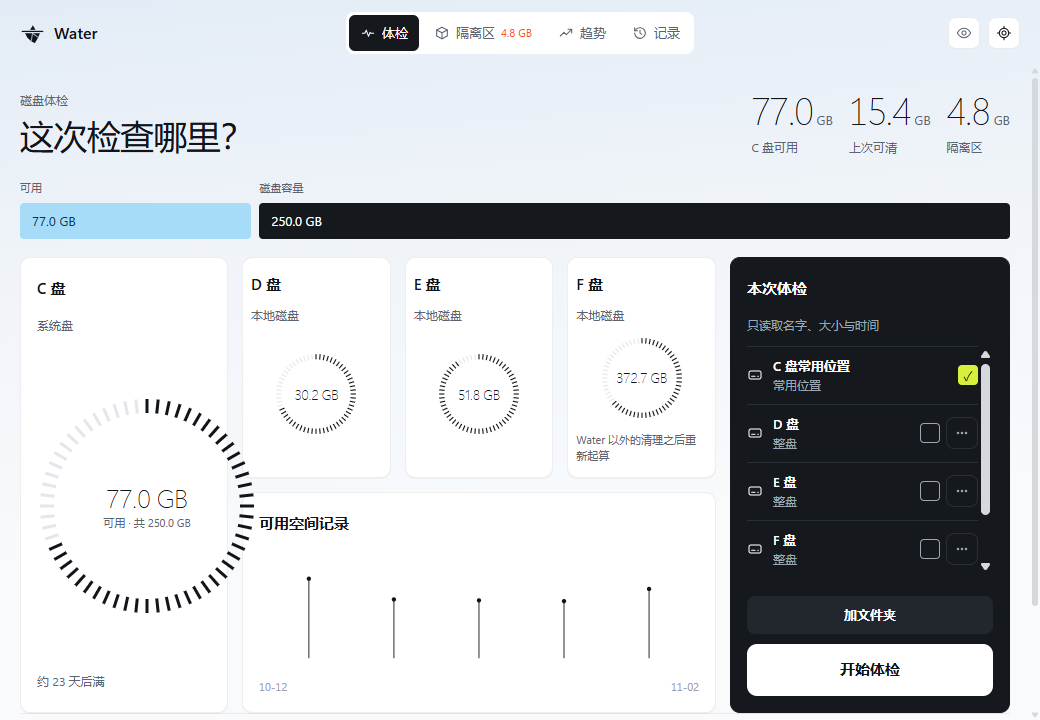 Water
体检
隔离区 4.8 GB
趋势
记录
磁盘体检
这次检查哪里？
77.0 GB
C 盘可用
15.4 GB
上次可清
4.8 GB
隔离区
可用
磁盘容量
77.0 GB
250.0 GB
C 盘
系统盘
77.0 GB
可用 · 共 250.0 GB
约 23 天后满
D 盘
本地磁盘
30.2 GB
E 盘
本地磁盘
51.8 GB
F 盘
本地磁盘
372.7 GB
Water 以外的清理之后重
新起算
可用空间记录
10-12
11-02
本次体检
只读取名字、大小与时间
C 盘常用位置
常用位置
D 盘
整盘
E 盘
整盘
F 盘
整盘
加文件夹
开始体检